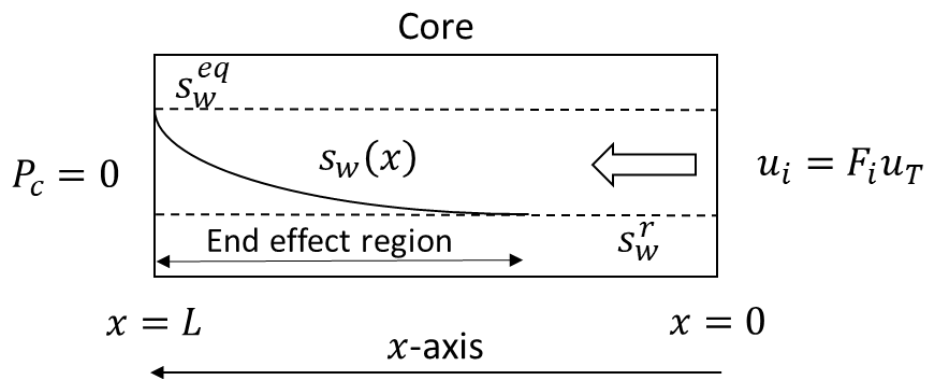 Core
$s_w^{eq}$
$P_c = 0$
$s_w(x)$
$u_i = F_i u_T$
End effect region
$s_w^r$
$x = L$
$x = 0$
$x$-axis